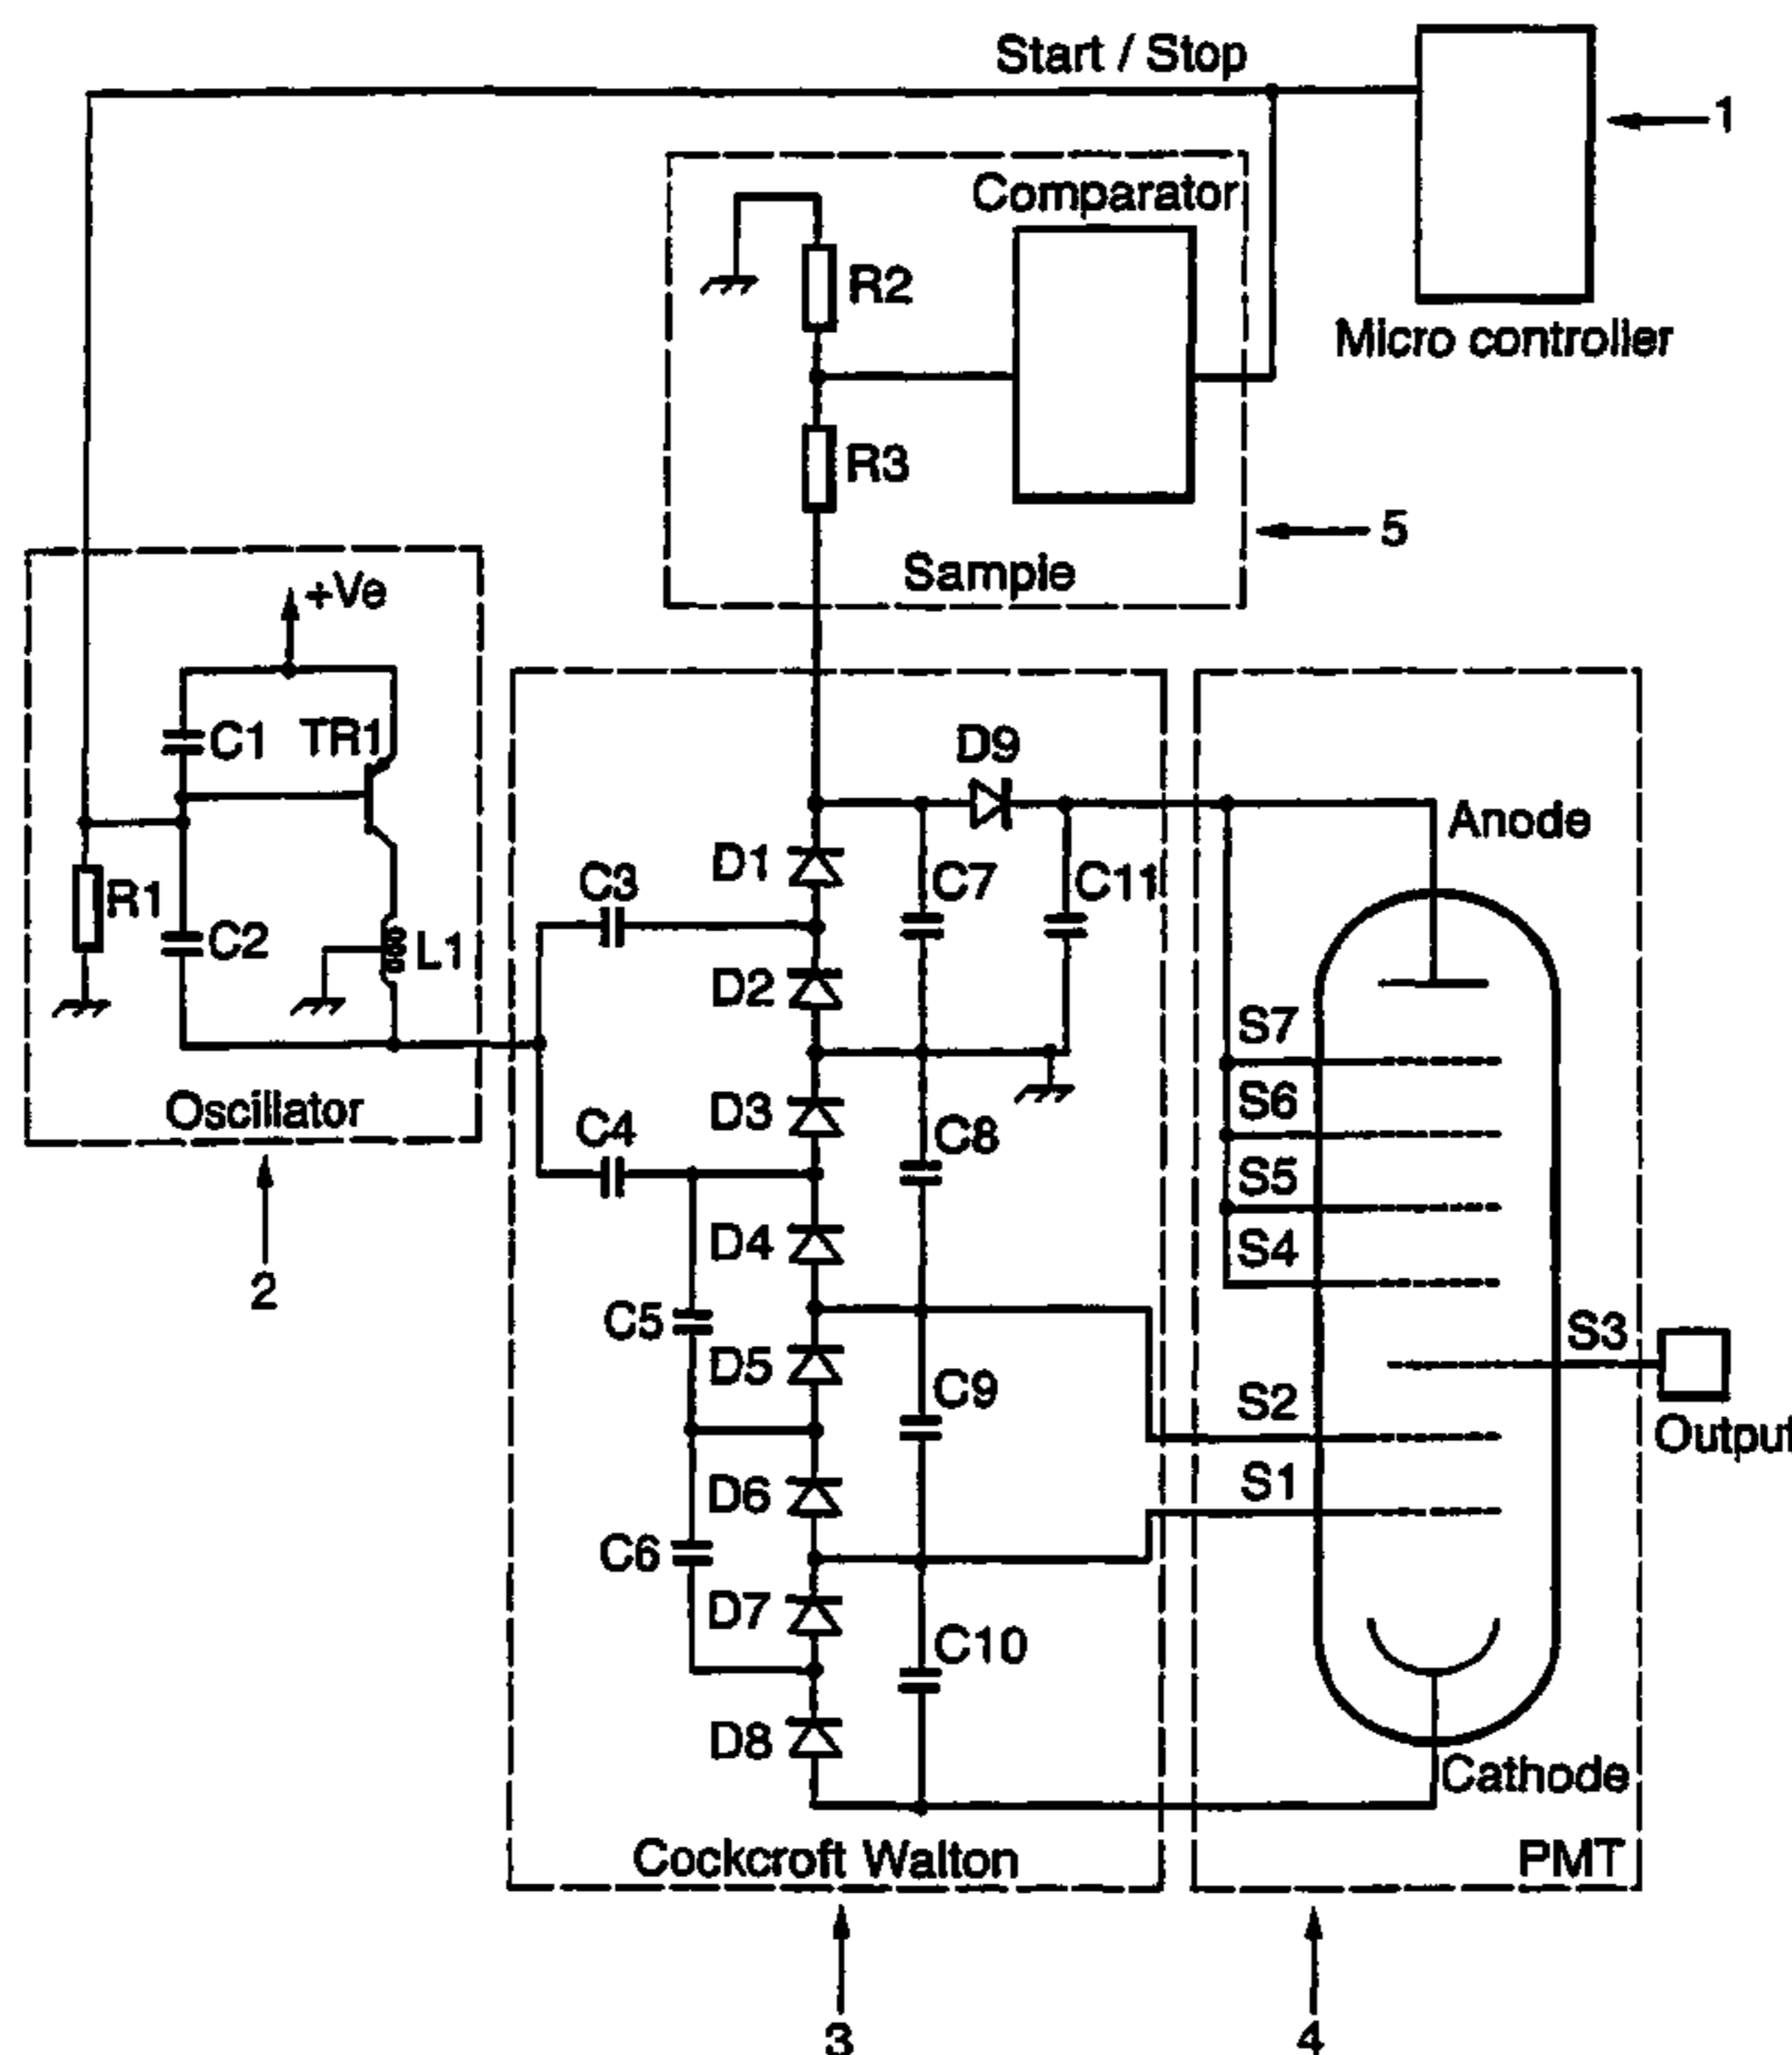 Start / Stop
1
Comparator
R2
Micro controller
R3
5
Sample
+Ve
C1
TR1
D9
Anode
R1
C2
L1
C3
D1
C7
C11
D2
S7
S6
Oscillator
C4
D3
C8
S5
S4
2
D4
C5
S3
D5
C9
S2
Output
S1
D6
C6
D7
C10
D8
Cathode
Cockcroft Walton
PMT
3
4